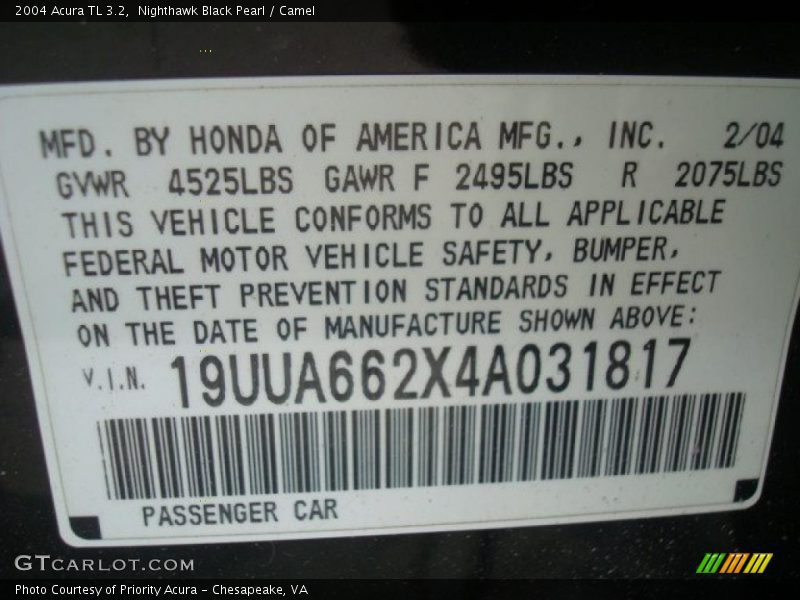 2004 Acura TL 3.2,  Nighthawk Black Pearl / Camel
MFD. BY HONDA OF AMERICA MFG., INC. 2/04
GVWR 4525LBS GAWR F 2495LBS R 2075LBS
THIS VEHICLE CONFORMS TO ALL APPLICABLE
FEDERAL MOTOR VEHICLE SAFETY, BUMPER,
AND THEFT PREVENTION STANDARDS IN EFFECT
ON THE DATE OF MANUFACTURE SHOWN ABOVE:
V.I.N. 19UUA662X4A031817
PASSENGER CAR
GTCARLOT.COM
Photo Courtesy of Priority Acura - Chesapeake, VA